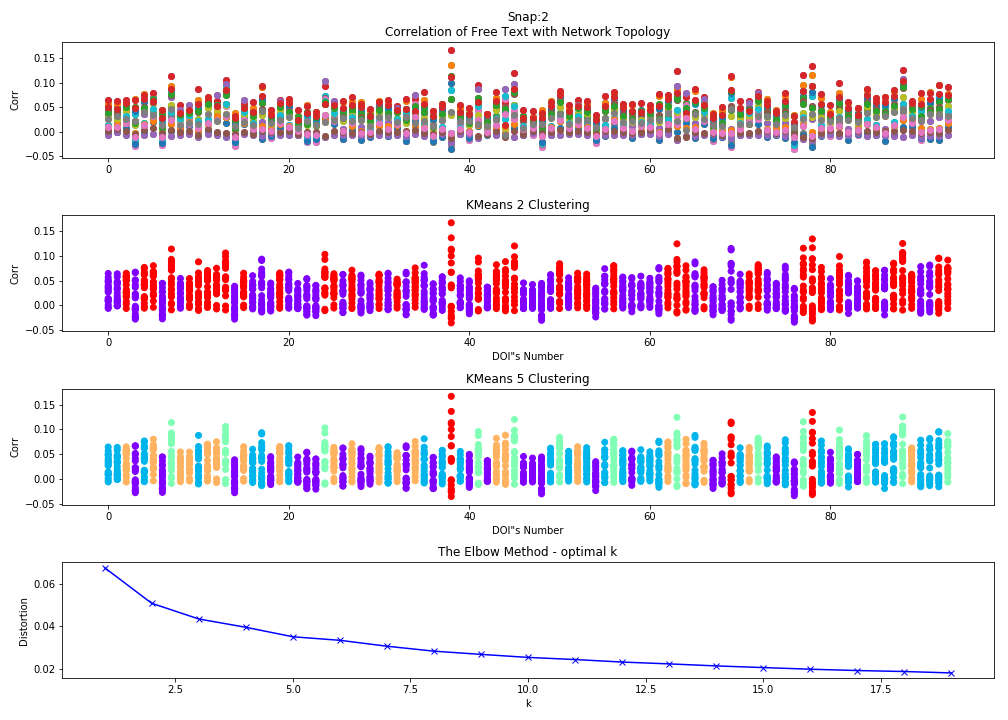 Snap:2
Correlation of Free Text with Network Topology
0.15
0.10
0.05
0.00
−0.05
Corr
0 20 40 60 80
KMeans 2 Clustering
0.15
0.10
0.05
0.00
−0.05
Corr
0 20 40 60 80
DOI"s Number
KMeans 5 Clustering
0.15
0.10
0.05
0.00
−0.05
Corr
0 20 40 60 80
DOI"s Number
The Elbow Method - optimal k
0.06
0.04
0.02
Distortion
2.5 5.0 7.5 10.0 12.5 15.0 17.5
k